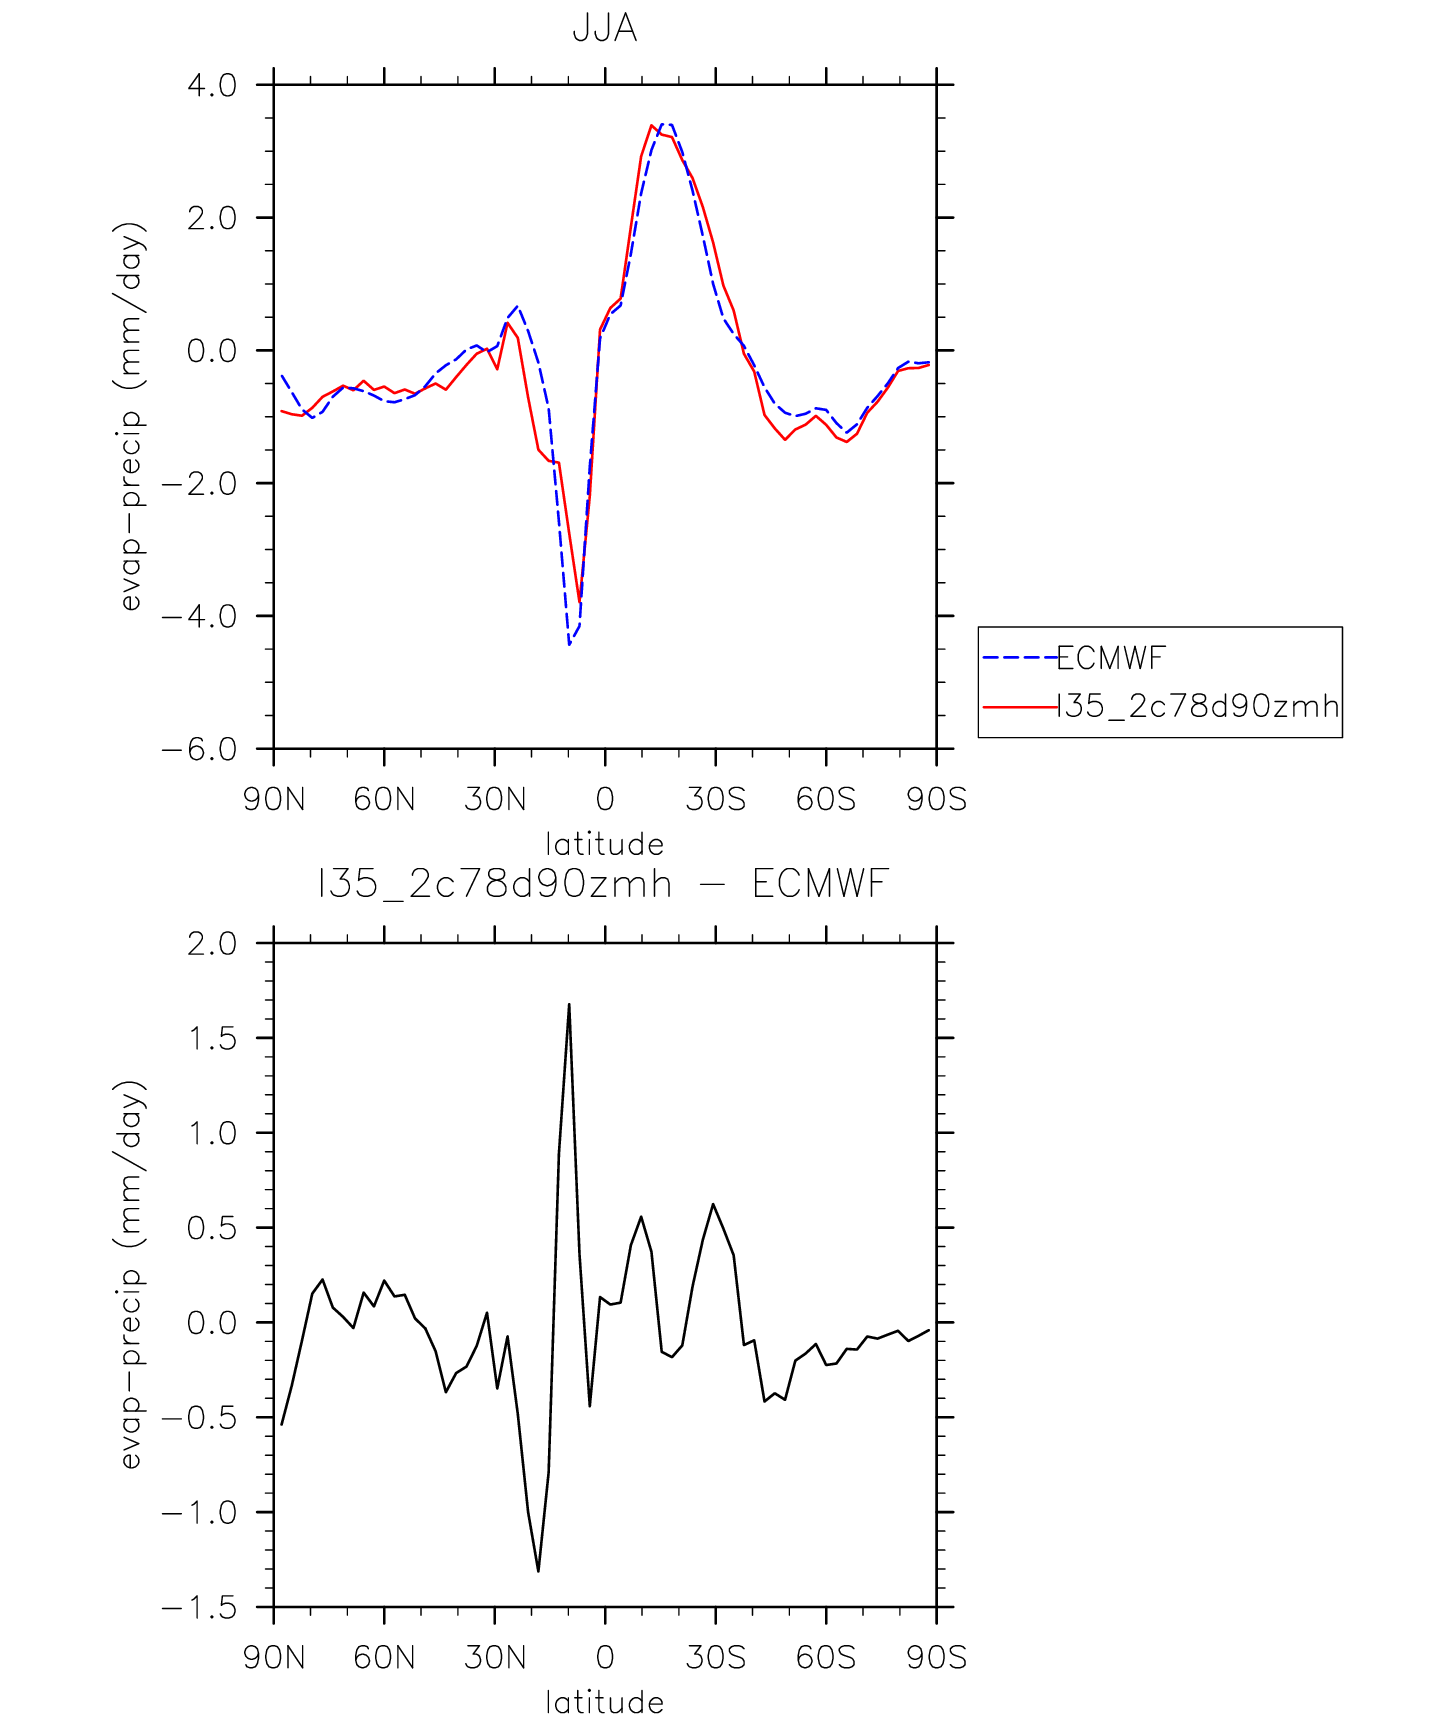 JJA
4.0
2.0
0.0
−2.0
−4.0
−6.0
evap−precip (mm/day)
90N 60N 30N 0 30S 60S 90S
latitude
ECMWF
I35_2c78d90zmh
I35_2c78d90zmh − ECMWF
2.0
1.5
1.0
0.5
0.0
−0.5
−1.0
−1.5
evap−precip (mm/day)
90N 60N 30N 0 30S 60S 90S
latitude